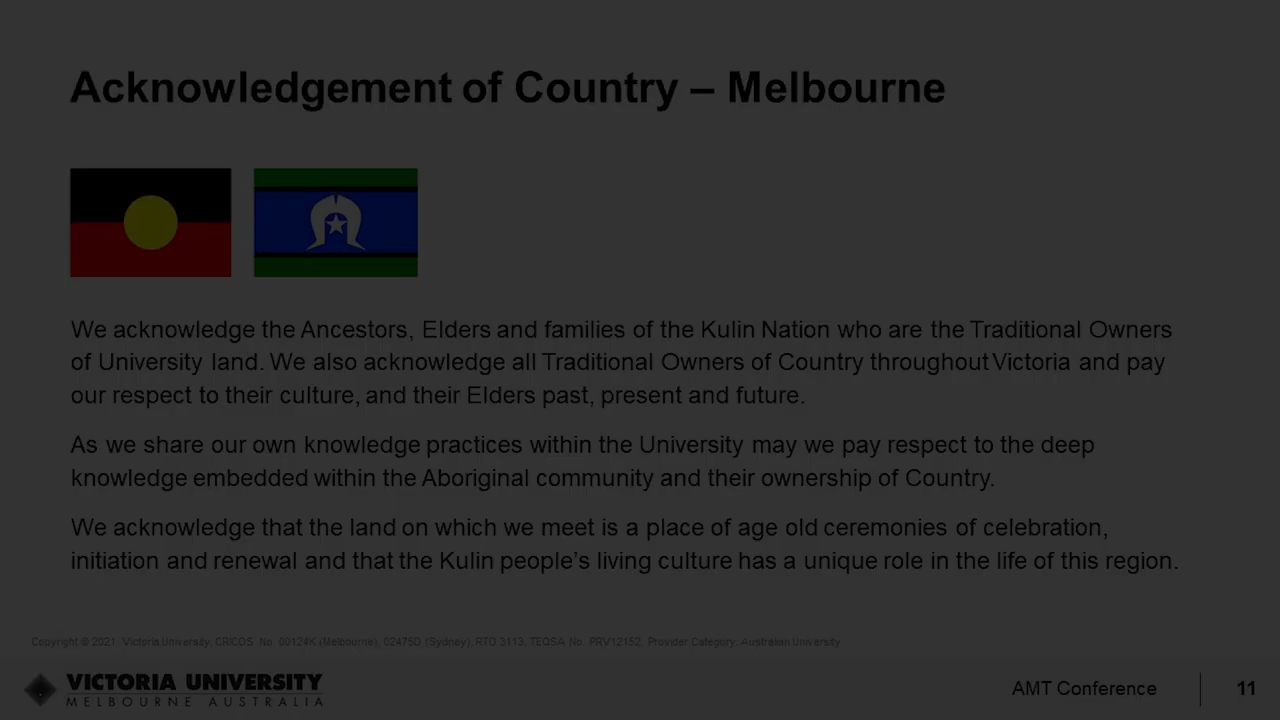 Acknowledgement of Country – Melbourne
We acknowledge the Ancestors, Elders and families of the Kulin Nation who are the Traditional Owners
of University land. We also acknowledge all Traditional Owners of Country throughout Victoria and pay
our respect to their culture, and their Elders past, present and future.
As we share our own knowledge practices within the University may we pay respect to the deep
knowledge embedded within the Aboriginal community and their ownership of Country.
We acknowledge that the land on which we meet is a place of age old ceremonies of celebration,
initiation and renewal and that the Kulin people’s living culture has a unique role in the life of this region.
Copyright © 2021 Victoria University, CRICOS No. 00124K (Melbourne), 02475D (Sydney), RTO 3113, TEQSA No. PRV12152, Provider Category: Australian University
VICTORIA UNIVERSITY
MELBOURNE AUSTRALIA
AMT Conference
11